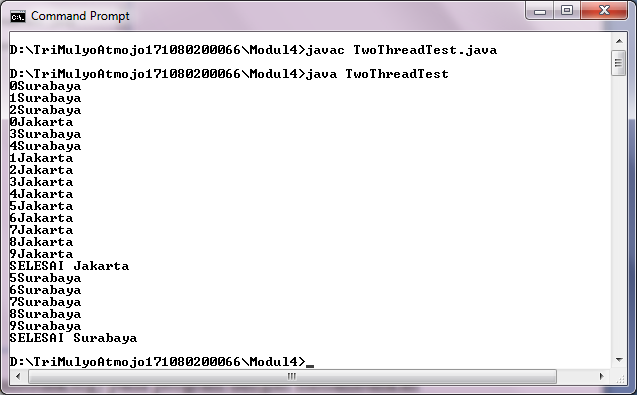 Command Prompt
D:\TriMulyoAtmojo171080200066\Modul4>javac TwoThreadTest.java
D:\TriMulyoAtmojo171080200066\Modul4>java TwoThreadTest
0Surabaya
1Surabaya
2Surabaya
0Jakarta
3Surabaya
4Surabaya
1Jakarta
2Jakarta
3Jakarta
4Jakarta
5Jakarta
6Jakarta
7Jakarta
8Jakarta
9Jakarta
SELESAI Jakarta
5Surabaya
6Surabaya
7Surabaya
8Surabaya
9Surabaya
SELESAI Surabaya
D:\TriMulyoAtmojo171080200066\Modul4>_